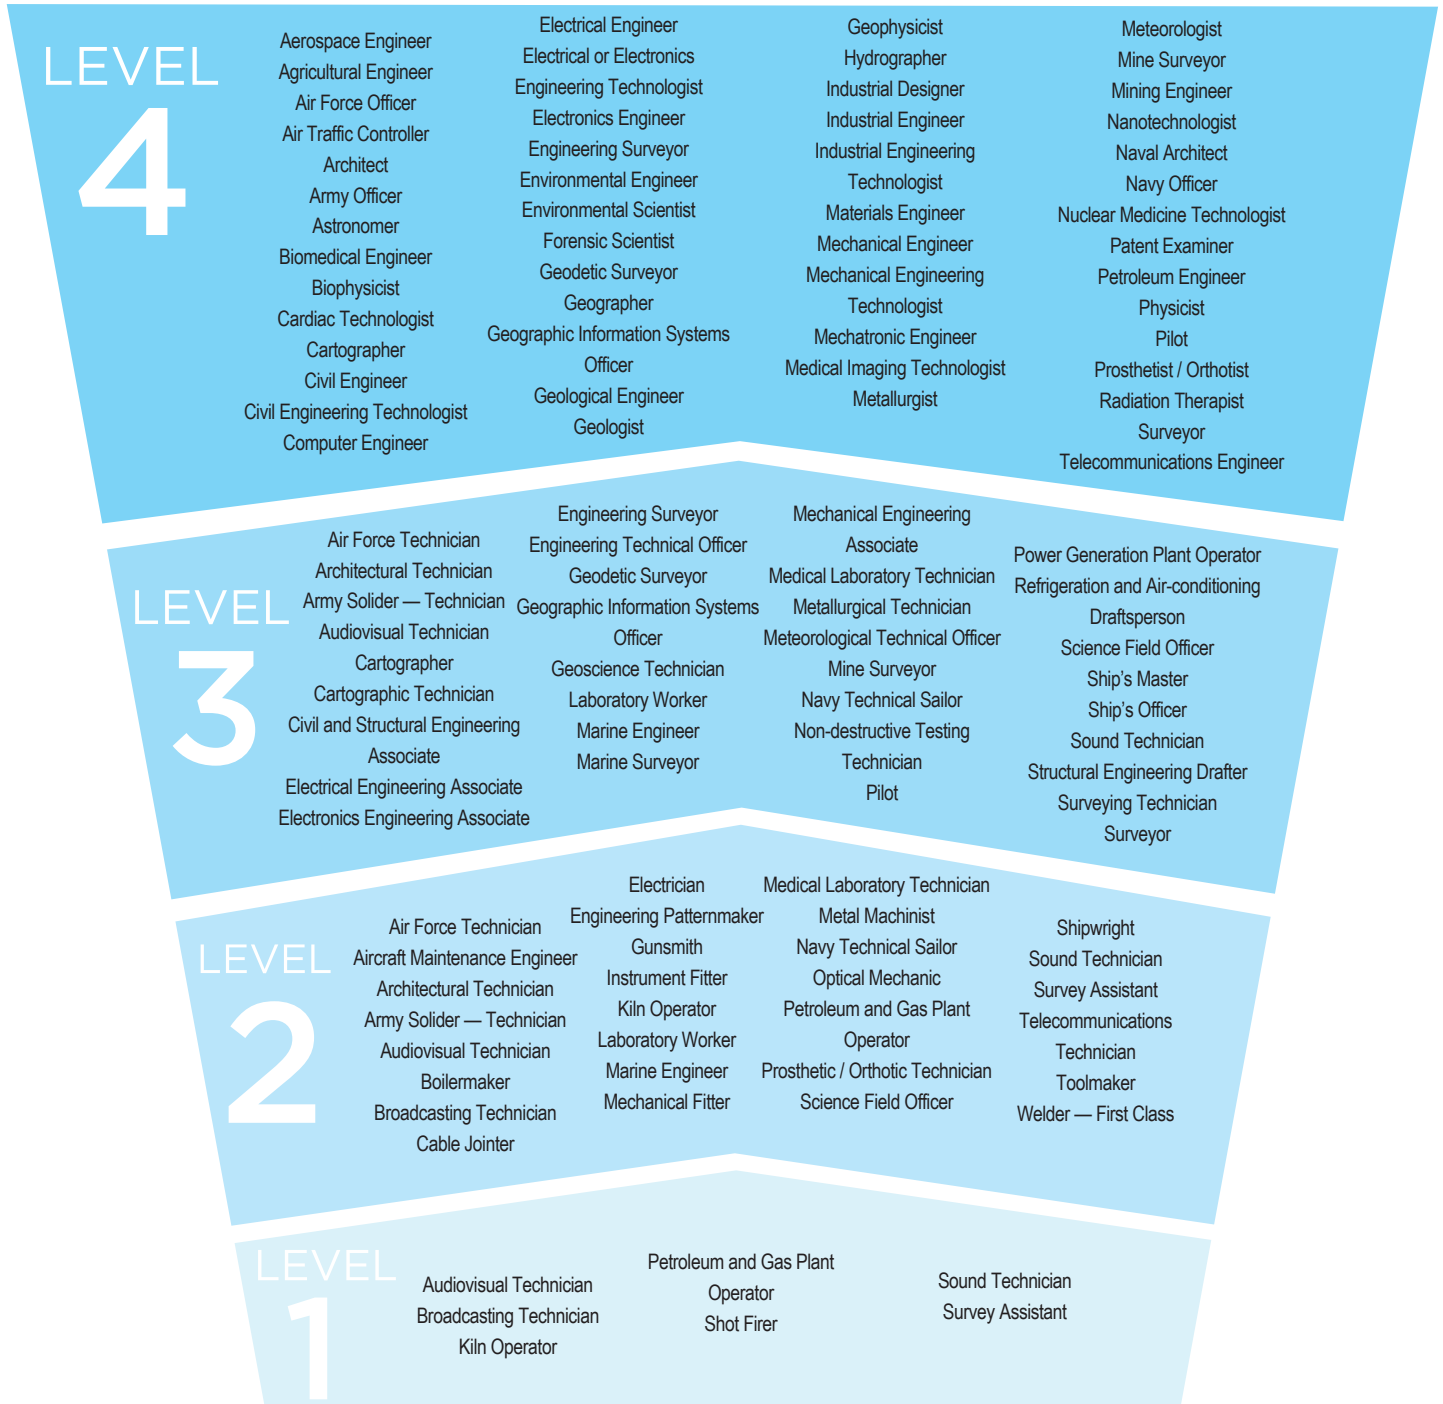 LEVEL
4
Aerospace Engineer
Agricultural Engineer
Air Force Officer
Air Traffic Controller
Architect
Army Officer
Astronomer
Biomedical Engineer
Biophysicist
Cardiac Technologist
Cartographer
Civil Engineer
Civil Engineering Technologist
Computer Engineer
Electrical Engineer
Electrical or Electronics
Engineering Technologist
Electronics Engineer
Engineering Surveyor
Environmental Engineer
Environmental Scientist
Forensic Scientist
Geodetic Surveyor
Geographer
Geographic Information Systems
Officer
Geological Engineer
Geologist
Geophysicist
Hydrographer
Industrial Designer
Industrial Engineer
Industrial Engineering
Technologist
Materials Engineer
Mechanical Engineer
Mechanical Engineering
Technologist
Mechatronic Engineer
Medical Imaging Technologist
Metallurgist
Meteorologist
Mine Surveyor
Mining Engineer
Nanotechnologist
Naval Architect
Navy Officer
Nuclear Medicine Technologist
Patent Examiner
Petroleum Engineer
Physicist
Pilot
Prosthetist / Orthotist
Radiation Therapist
Surveyor
Telecommunications Engineer
LEVEL
3
Air Force Technician
Architectural Technician
Army Solider — Technician
Audiovisual Technician
Cartographer
Cartographic Technician
Civil and Structural Engineering
Associate
Electrical Engineering Associate
Electronics Engineering Associate
Engineering Surveyor
Engineering Technical Officer
Geodetic Surveyor
Geographic Information Systems
Officer
Geoscience Technician
Laboratory Worker
Marine Engineer
Marine Surveyor
Mechanical Engineering
Associate
Medical Laboratory Technician
Metallurgical Technician
Meteorological Technical Officer
Mine Surveyor
Navy Technical Sailor
Non-destructive Testing
Technician
Pilot
Power Generation Plant Operator
Refrigeration and Air-conditioning
Draftsperson
Science Field Officer
Ship's Master
Ship's Officer
Sound Technician
Structural Engineering Drafter
Surveying Technician
Surveyor
LEVEL
2
Air Force Technician
Aircraft Maintenance Engineer
Architectural Technician
Army Solider — Technician
Audiovisual Technician
Boilermaker
Broadcasting Technician
Cable Jointer
Electrician
Engineering Patternmaker
Gunsmith
Instrument Fitter
Kiln Operator
Laboratory Worker
Marine Engineer
Mechanical Fitter
Medical Laboratory Technician
Metal Machinist
Navy Technical Sailor
Optical Mechanic
Petroleum and Gas Plant
Operator
Prosthetic / Orthotic Technician
Science Field Officer
Shipwright
Sound Technician
Survey Assistant
Telecommunications
Technician
Toolmaker
Welder — First Class
LEVEL
1
Audiovisual Technician
Broadcasting Technician
Kiln Operator
Petroleum and Gas Plant
Operator
Shot Firer
Sound Technician
Survey Assistant